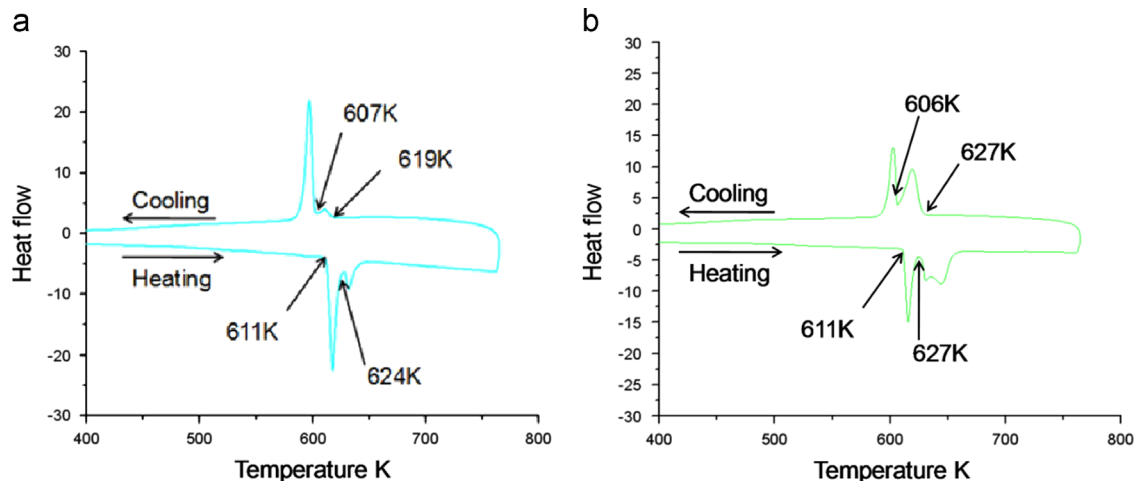 a
30
20
10
0
-10
-20
-30
400
500
600
700
800
Heat flow
Temperature K
607K
619K
Cooling
Heating
611K
624K
b
30
25
20
15
10
5
0
-5
-10
-15
-20
-25
-30
400
500
600
700
800
Heat flow
Temperature K
606K
627K
Cooling
Heating
611K
627K